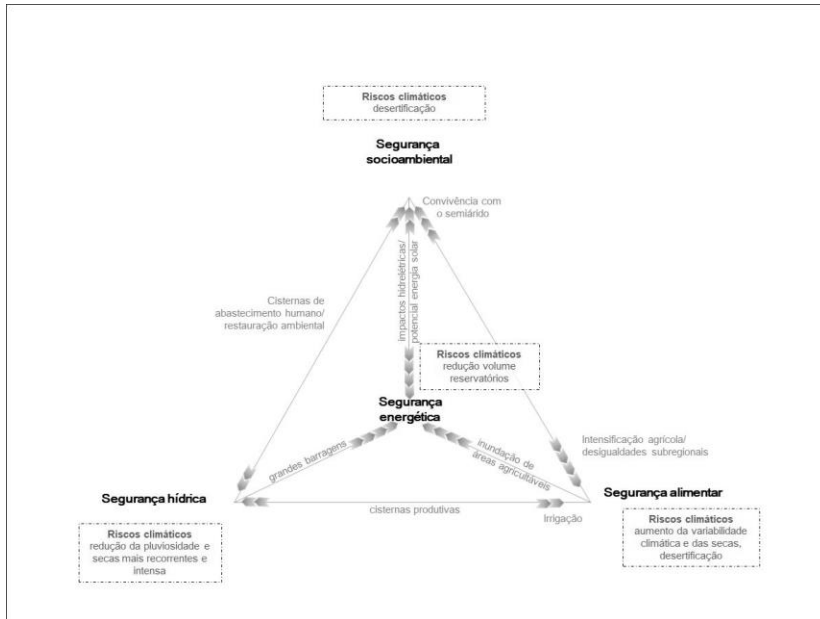 Riscos climáticos
desertificação
Segurança
socioambiental
Convivência com
o semiárido
impactos hidrelétricas/
potencial energia solar
Cisternas de
abastecimento humano/
restauração ambiental
Riscos climáticos
redução volume
reservatórios
Segurança
energética
grandes barragens
inundação de
áreas agricultáveis
Intensificação agrícola/
desigualdades subregionais
Segurança hídrica
Segurança alimentar
cisternas produtivas
Irrigação
Riscos climáticos
redução da pluviosidade e
secas mais recorrentes e
intensa
Riscos climáticos
aumento da variabilidade
climática e das secas,
desertificação